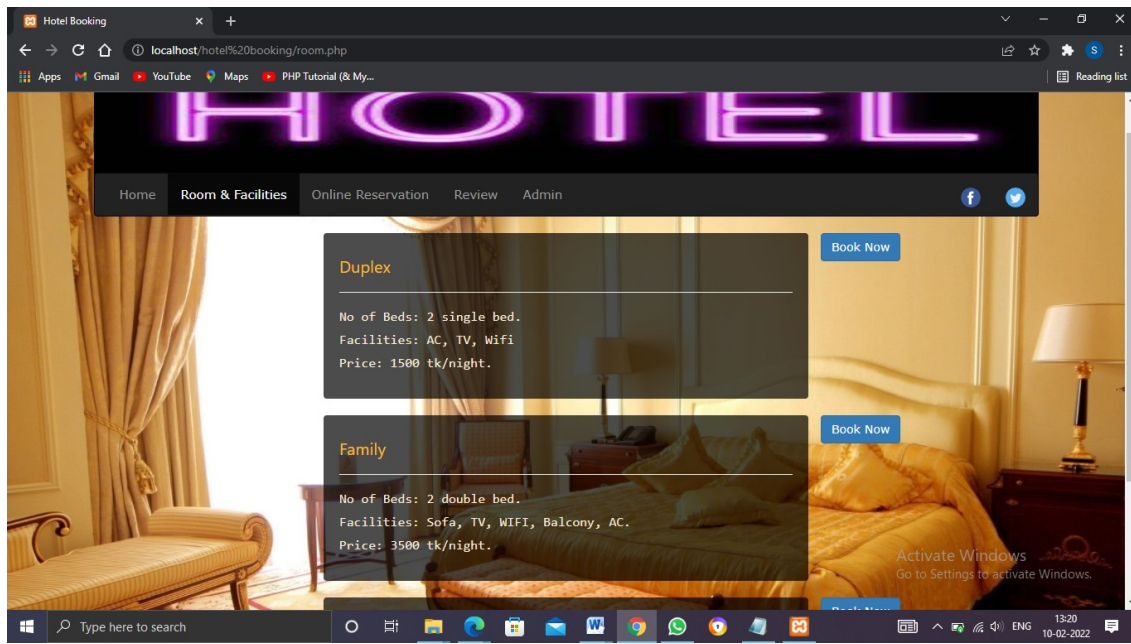 Hotel Booking
localhost/hotel%20booking/room.php
S
Apps Gmail YouTube Maps PHP Tutorial (& My... Reading list
HOTEL
Home Room & Facilities Online Reservation Review Admin
Duplex
Book Now
No of Beds: 2 single bed.
Facilities: AC, TV, Wifi
Price: 1500 tk/night.
Family
Book Now
No of Beds: 2 double bed.
Facilities: Sofa, TV, WIFI, Balcony, AC.
Price: 3500 tk/night.
Activate Windows
Go to Settings to activate Windows.
Book Now
Type here to search
ENG
13:20
10-02-2022